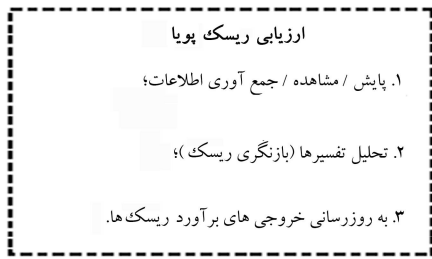 ارزیابی ریسک پویا
۱. پایش / مشاهده / جمع آوری اطلاعات؛
۲. تحلیل تفسیرها (بازنگری ریسک )؛
۳. به روزرسانی خروجی های برآورد ریسک ها.